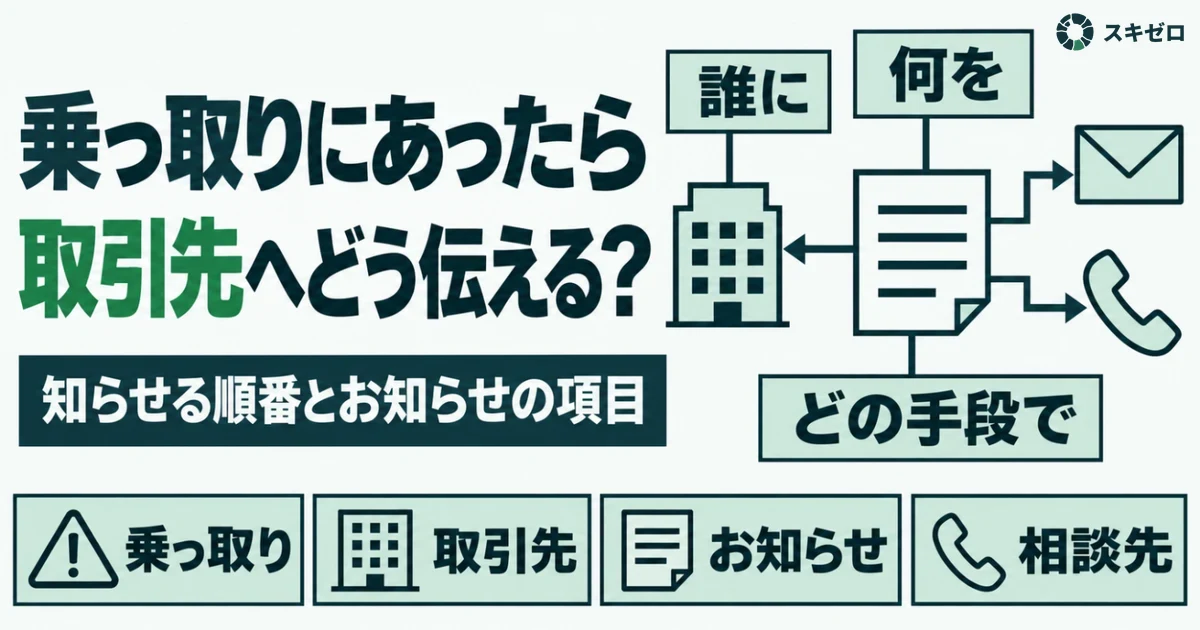 スキゼロ
乗っ取りにあったら
取引先へどう伝える?
知らせる順番とお知らせの項目
誰に
何を
どの手段で
乗っ取り
取引先
お知らせ
相談先